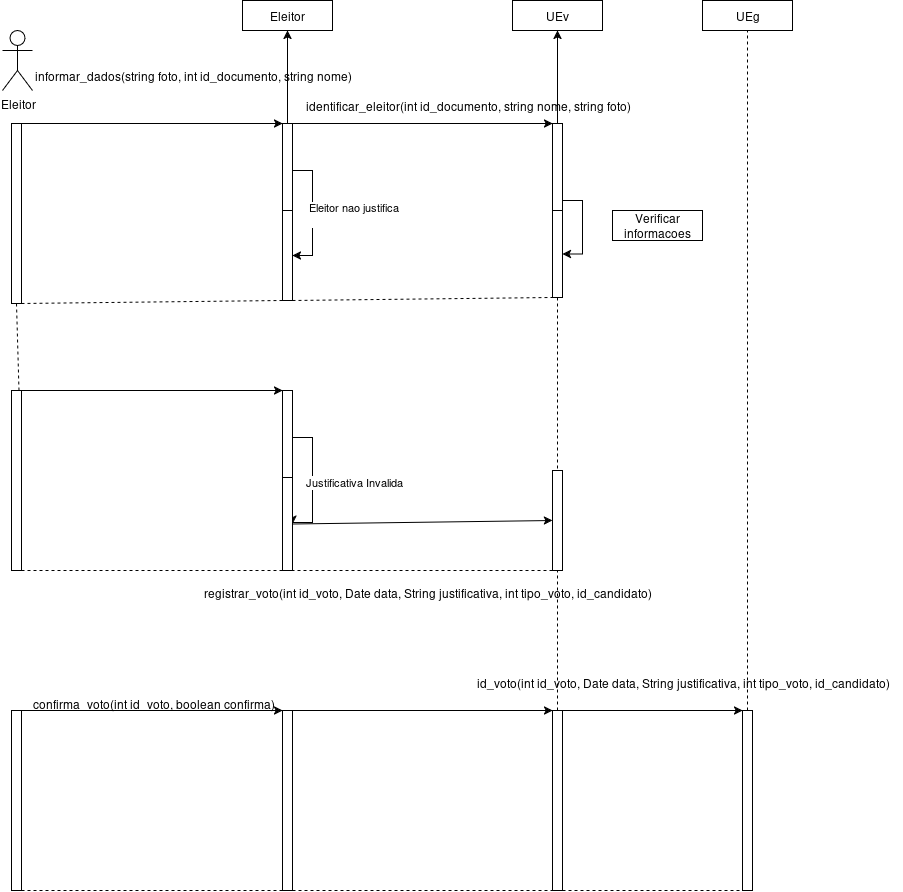 Eleitor
UEv
UEg
informar_dados(string foto, int id_documento, string nome)
Eleitor
identificar_eleitor(int id_documento, string nome, string foto)
Eleitor nao justifica
Verificar
informacoes
Justificativa Invalida
registrar_voto(int id_voto, Date data, String justificativa, int tipo_voto, id_candidato)
id_voto(int id_voto, Date data, String justificativa, int tipo_voto, id_candidato)
confirma_voto(int id_voto, boolean confirma)